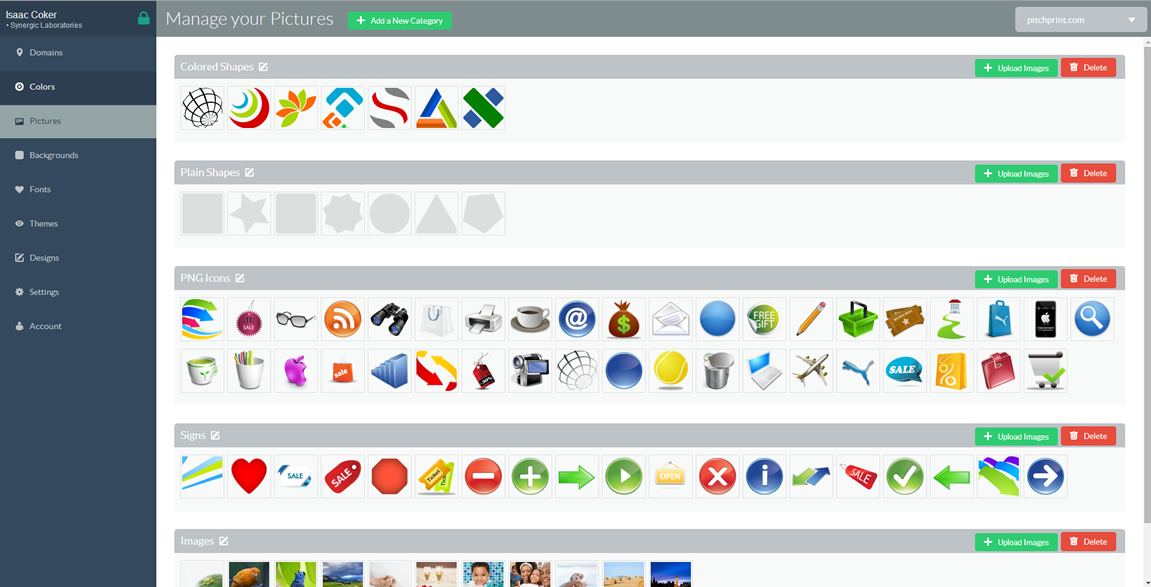 Isaac Coker
• Synergic Laboratories
Manage your Pictures
Add a New Category
pitchprint.com
Domains
Colors
Pictures
Backgrounds
Fonts
Themes
Designs
Settings
Account
Colored Shapes
Upload Images
Delete
Plain Shapes
Upload Images
Delete
PNG Icons
Upload Images
Delete
SALE
FREE
GIFT
sale
SALE
Signs
Upload Images
Delete
SALE
SALE
Ticket
OPEN
SALE
Images
Upload Images
Delete